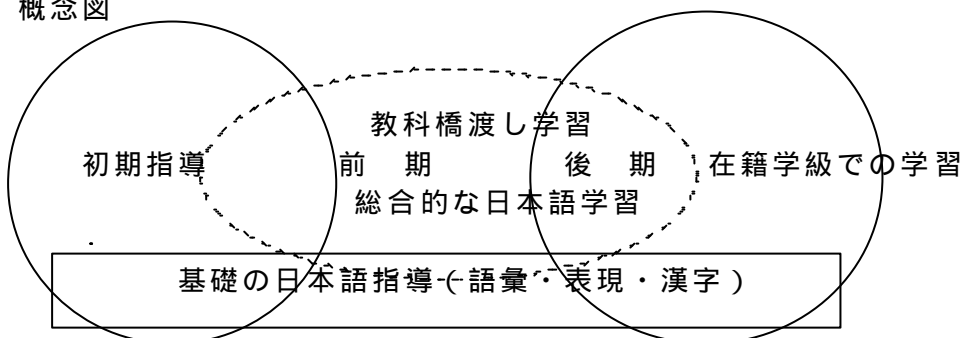 概念図
教科橋渡し学習
初期指導 前期 後期 在籍学級での学習
総合的な日本語学習
基礎の日本語指導(語彙・表現・漢字)